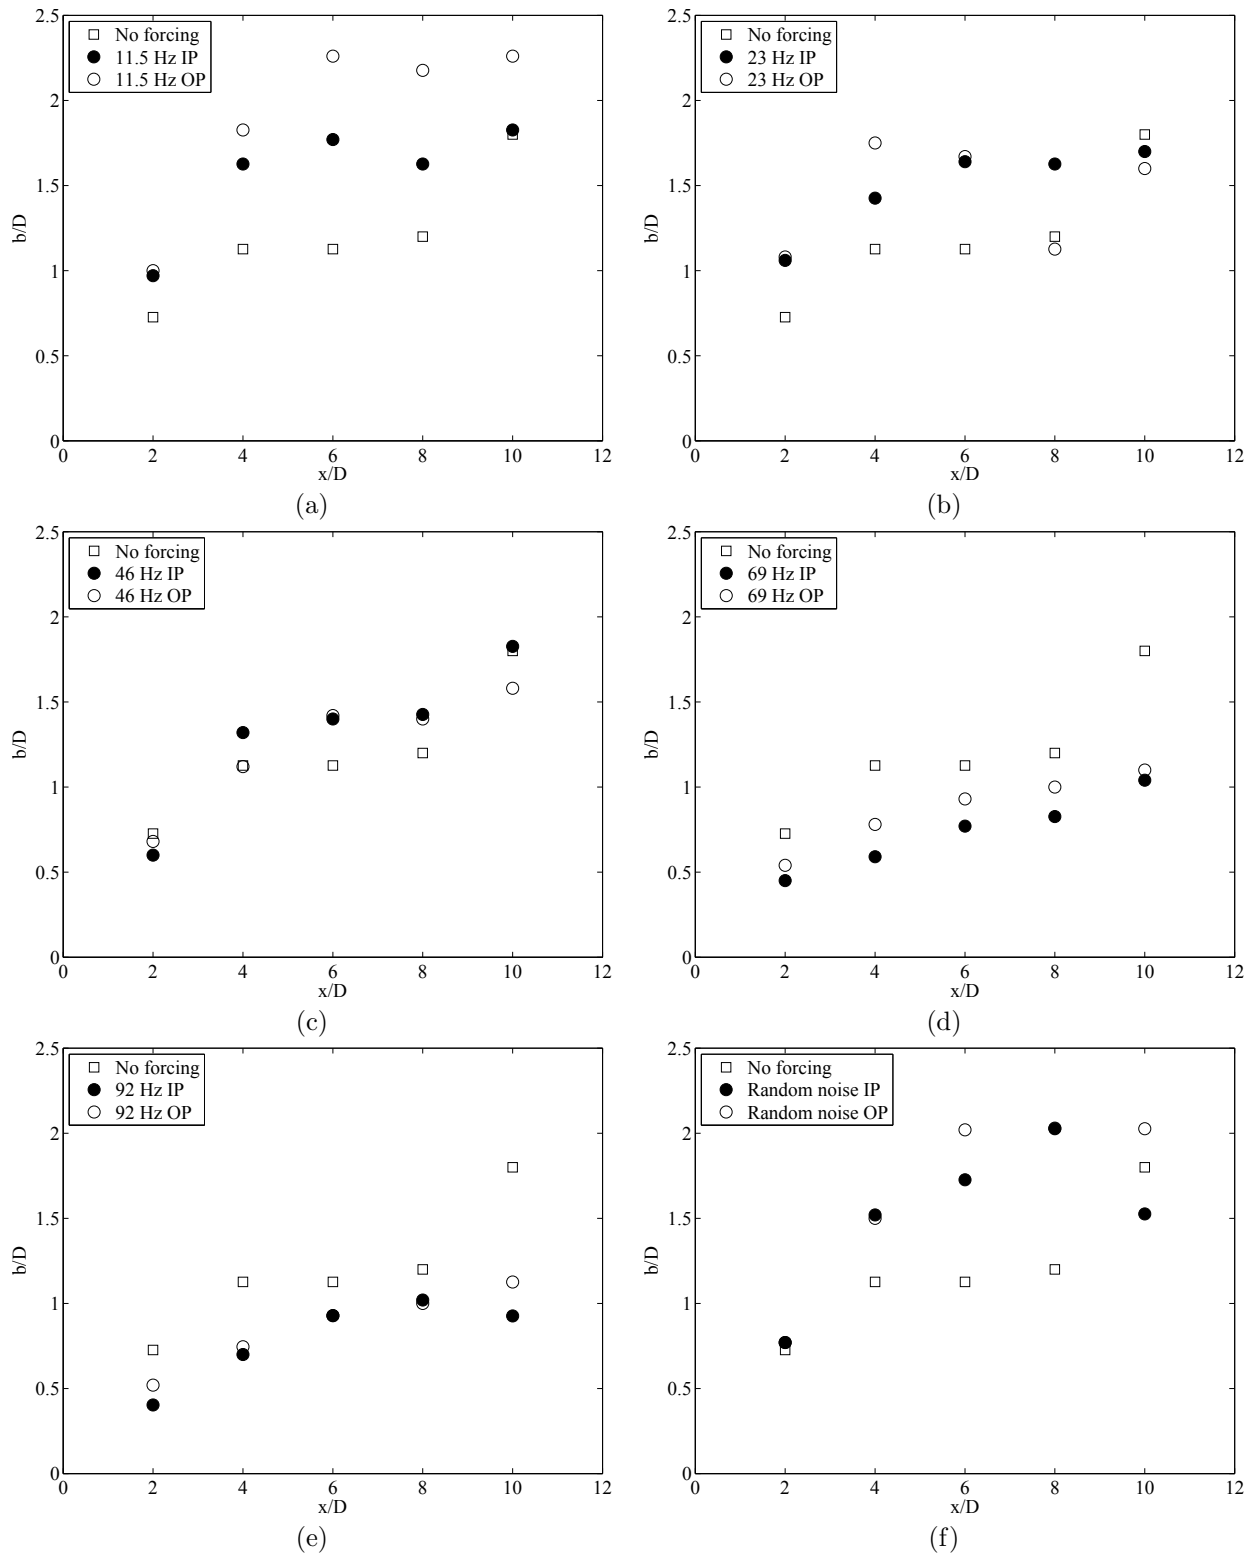 2.5
No forcing
11.5 Hz IP
11.5 Hz OP
2
1.5
b/D
1
0.5
0
0 2 4 6 8 10 12
x/D
(a)
2.5
No forcing
23 Hz IP
23 Hz OP
2
1.5
b/D
1
0.5
0
0 2 4 6 8 10 12
x/D
(b)
2.5
No forcing
46 Hz IP
46 Hz OP
2
1.5
b/D
1
0.5
0
0 2 4 6 8 10 12
x/D
(c)
2.5
No forcing
69 Hz IP
69 Hz OP
2
1.5
b/D
1
0.5
0
0 2 4 6 8 10 12
x/D
(d)
2.5
No forcing
92 Hz IP
92 Hz OP
2
1.5
b/D
1
0.5
0
0 2 4 6 8 10 12
x/D
(e)
2.5
No forcing
Random noise IP
Random noise OP
2
1.5
b/D
1
0.5
0
0 2 4 6 8 10 12
x/D
(f)